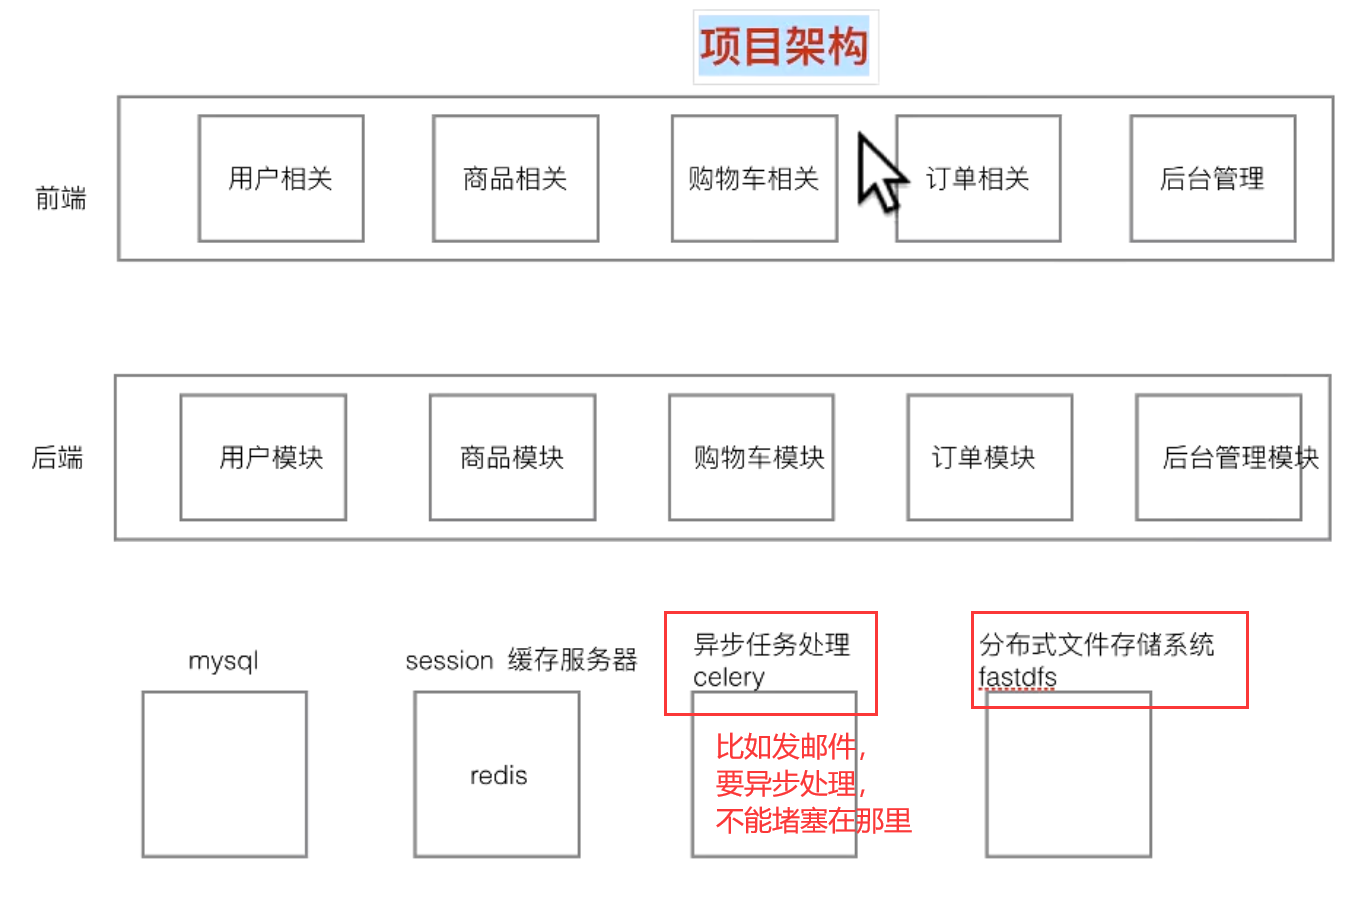 项目架构
前端
用户相关
商品相关
购物车相关
订单相关
后台管理
后端
用户模块
商品模块
购物车模块
订单模块
后台管理模块
mysql
session 缓存服务器
redis
异步任务处理
celery
比如发邮件，
要异步处理，
不能堵塞在那里
分布式文件存储系统
fastdfs